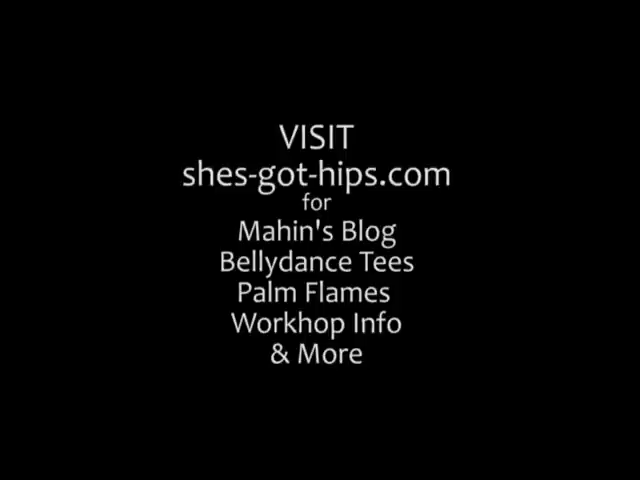 VISIT
shes-got-hips.com
for
Mahin's Blog
Bellydance Tees
Palm Flames
Workhop Info
& More